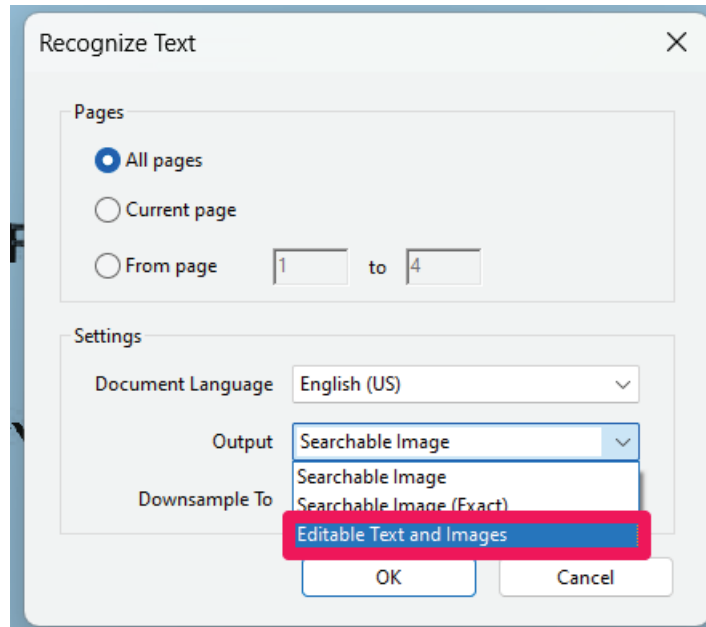 Recognize Text
Pages
All pages
Current page
From page 1 to 4
Settings
Document Language English (US)
Output Searchable Image
Searchable Image
Downsample To Searchable Image (Exact)
Editable Text and Images
OK Cancel